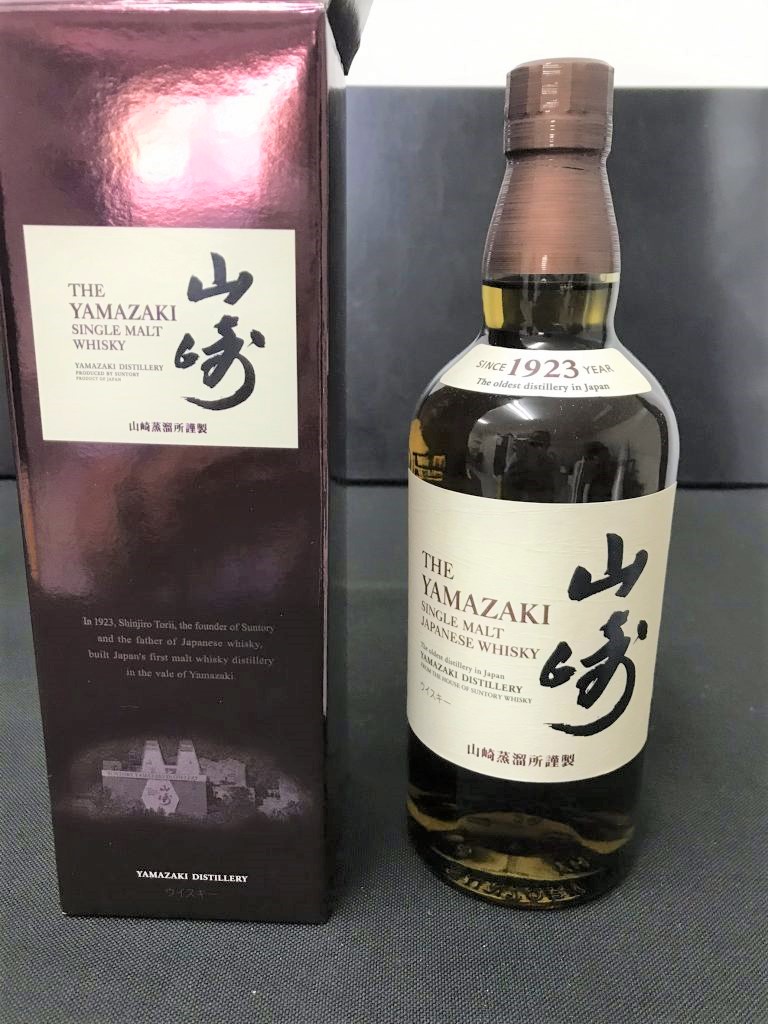 THE
YAMAZAKI
SINGLE MALT
WHISKY
YAMAZAKI DISTILLERY
PRODUCED BY SUNTORY
PRODUCT OF JAPAN
山崎
山崎蒸溜所謹製
In 1923, Shinjiro Torii, the founder of Suntory
and the father of Japanese whisky,
built Japan's first malt whisky distillery
in the vale of Yamazaki.
SUNTORY YAMAZAKI DISTILLERY
山崎
YAMAZAKI DISTILLERY
ウイスキー
SINCE 1923 YEAR
The oldest distillery in Japan
THE
YAMAZAKI
SINGLE MALT
JAPANESE WHISKY
The oldest distillery in Japan
YAMAZAKI DISTILLERY
FROM THE HOUSE OF SUNTORY WHISKY
ウイスキー
山崎
山崎蒸溜所謹製